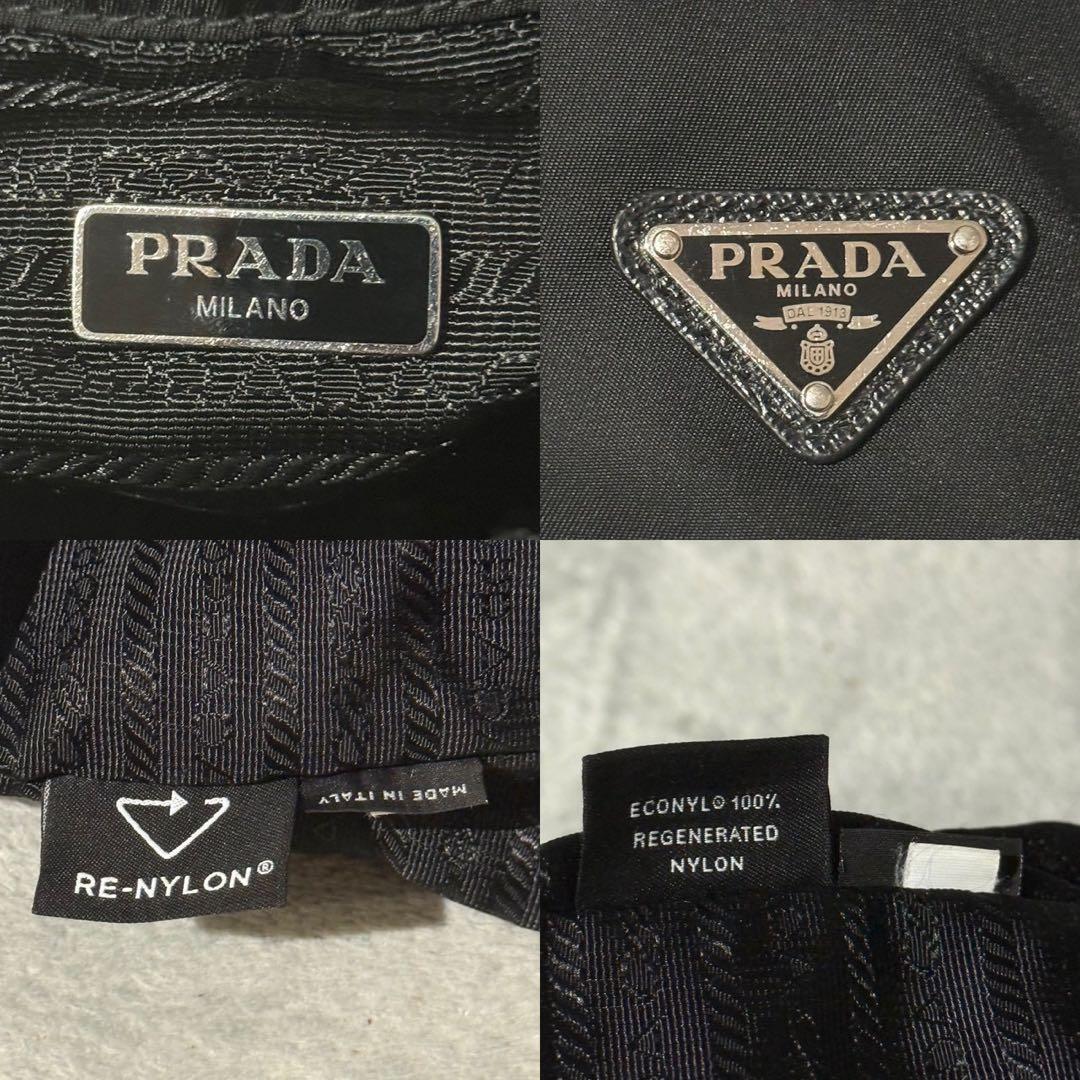 PRADA
MILANO
PRADA
MILANO
DAL 1913
RE-NYLON®
MADE IN ITALY
ECONYL® 100%
REGENERATED
NYLON